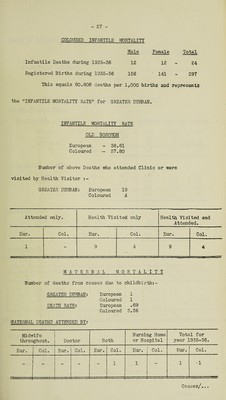 - 27 -
COLOURED INFANTILE MORTALITY
Male Female Total
Infantile Deaths during 1935-36 12 12 - 24
Registered Births during 1935-36 156 141 - 297
This equals 80.808 deaths per 1,000 births and represents
the "INFANTILE MORTALITY RATE" for GREATER DURBAN.
INFANTILE MORTALITY RATE
OLD BOROUGH
European - 38.61
Coloured - 37.80
Number of above Deaths who attended Clinic or were
visited by Health Visitor :-
GREATER DURBAN: European 19
Coloured 4
Attended only. Health Visited only Health Visited and
Attended.
Eur. Col. Eur. Col. Eur. Col.
1 - 9 4 9 4
MATERNAL MORTALITY
Number of deaths from causes due to childbirth:-
GREATER DURBAN: European 1
Coloured 1
DEATH RATE: European .69
Coloured 3.36
MATERNAL DEATHS ATTENDED BY:
Midwife throughout. Doctor Both Nursing Home or Hospital Total for year 1935-36.
Eur. Col. Eur. Col. Eur. Col. Eur. Col. Eur. Col.
- - - - - 1 1 - 1 1
Causes/...